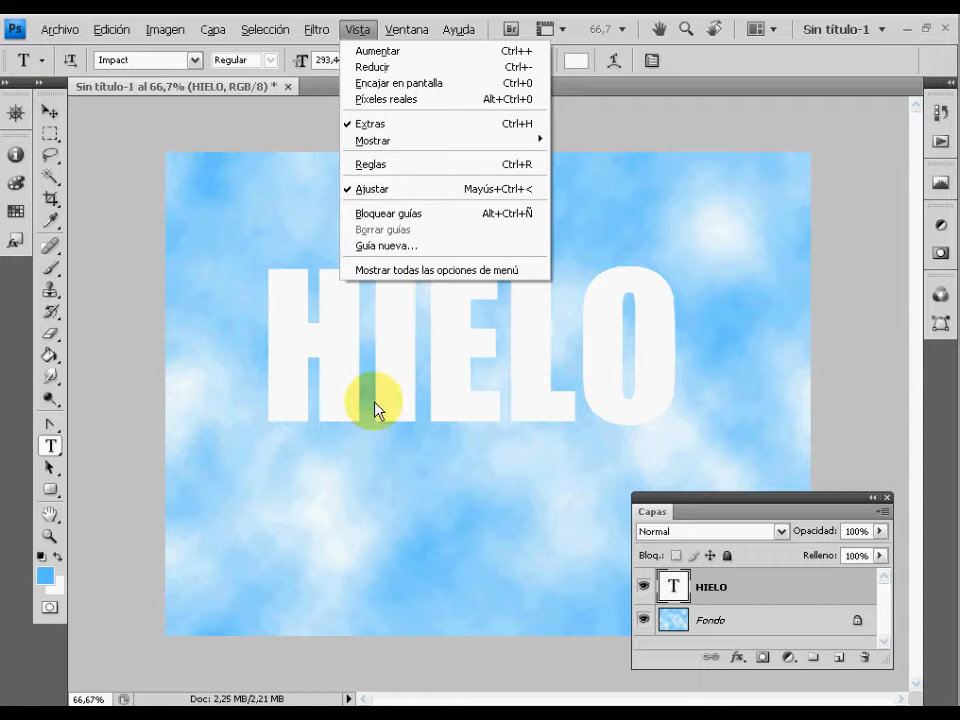 Ps Archivo Edición Imagen Capa Selección Filtro Vista Ventana Ayuda Br 66,7 Sin título-1
T Impact Regular 293,4
Sin título-1 al 66,7% (HIELO, RGB/8) *
Aumentar Ctrl++
Reducir Ctrl+-
Encajar en pantalla Ctrl+0
Píxeles reales Alt+Ctrl+0
Extras Ctrl+H
Mostrar
Reglas Ctrl+R
Ajustar Mayús+Ctrl+<
Bloquear guías Alt+Ctrl+Ñ
Borrar guías
Guía nueva...
Mostrar todas las opciones de menú
HIELO
Capas
Normal Opacidad: 100%
Bloq.: Relleno: 100%
T HIELO
Fondo
fx
66,67% Doc: 2,25 MB/2,21 MB